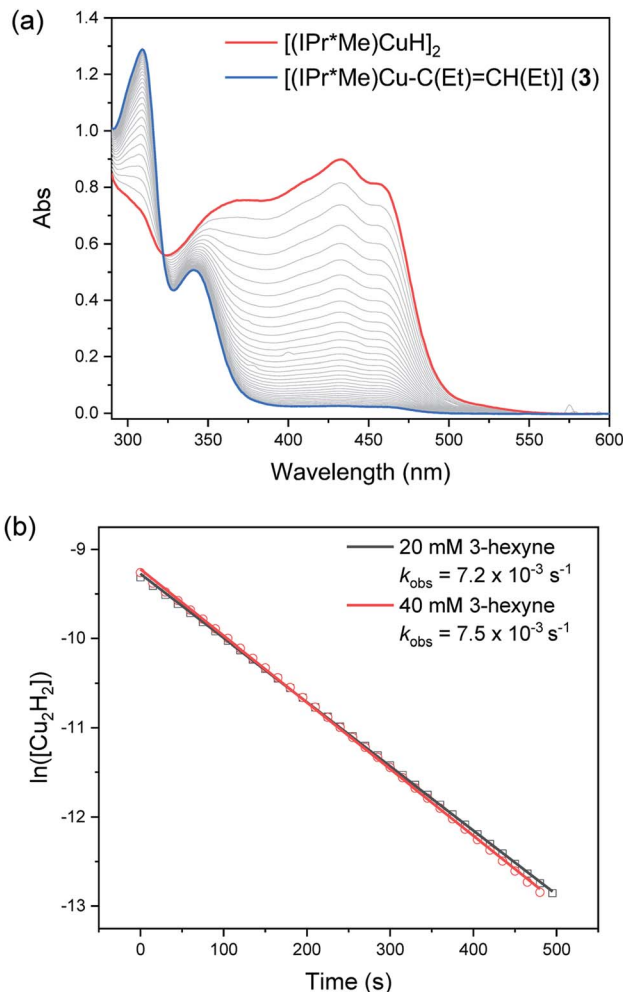 (a)
[(IPr*Me)CuH]₂
[(IPr*Me)Cu-C(Et)=CH(Et)] (3)
1.4
1.2
1.0
0.8
0.6
0.4
0.2
0.0
Abs
300
350
400
450
500
550
600
Wavelength (nm)
(b)
20 mM 3-hexyne
kobs = 7.2 x 10⁻³ s⁻¹
40 mM 3-hexyne
kobs = 7.5 x 10⁻³ s⁻¹
-9
-10
-11
-12
-13
ln([Cu₂H₂])
0
100
200
300
400
500
Time (s)